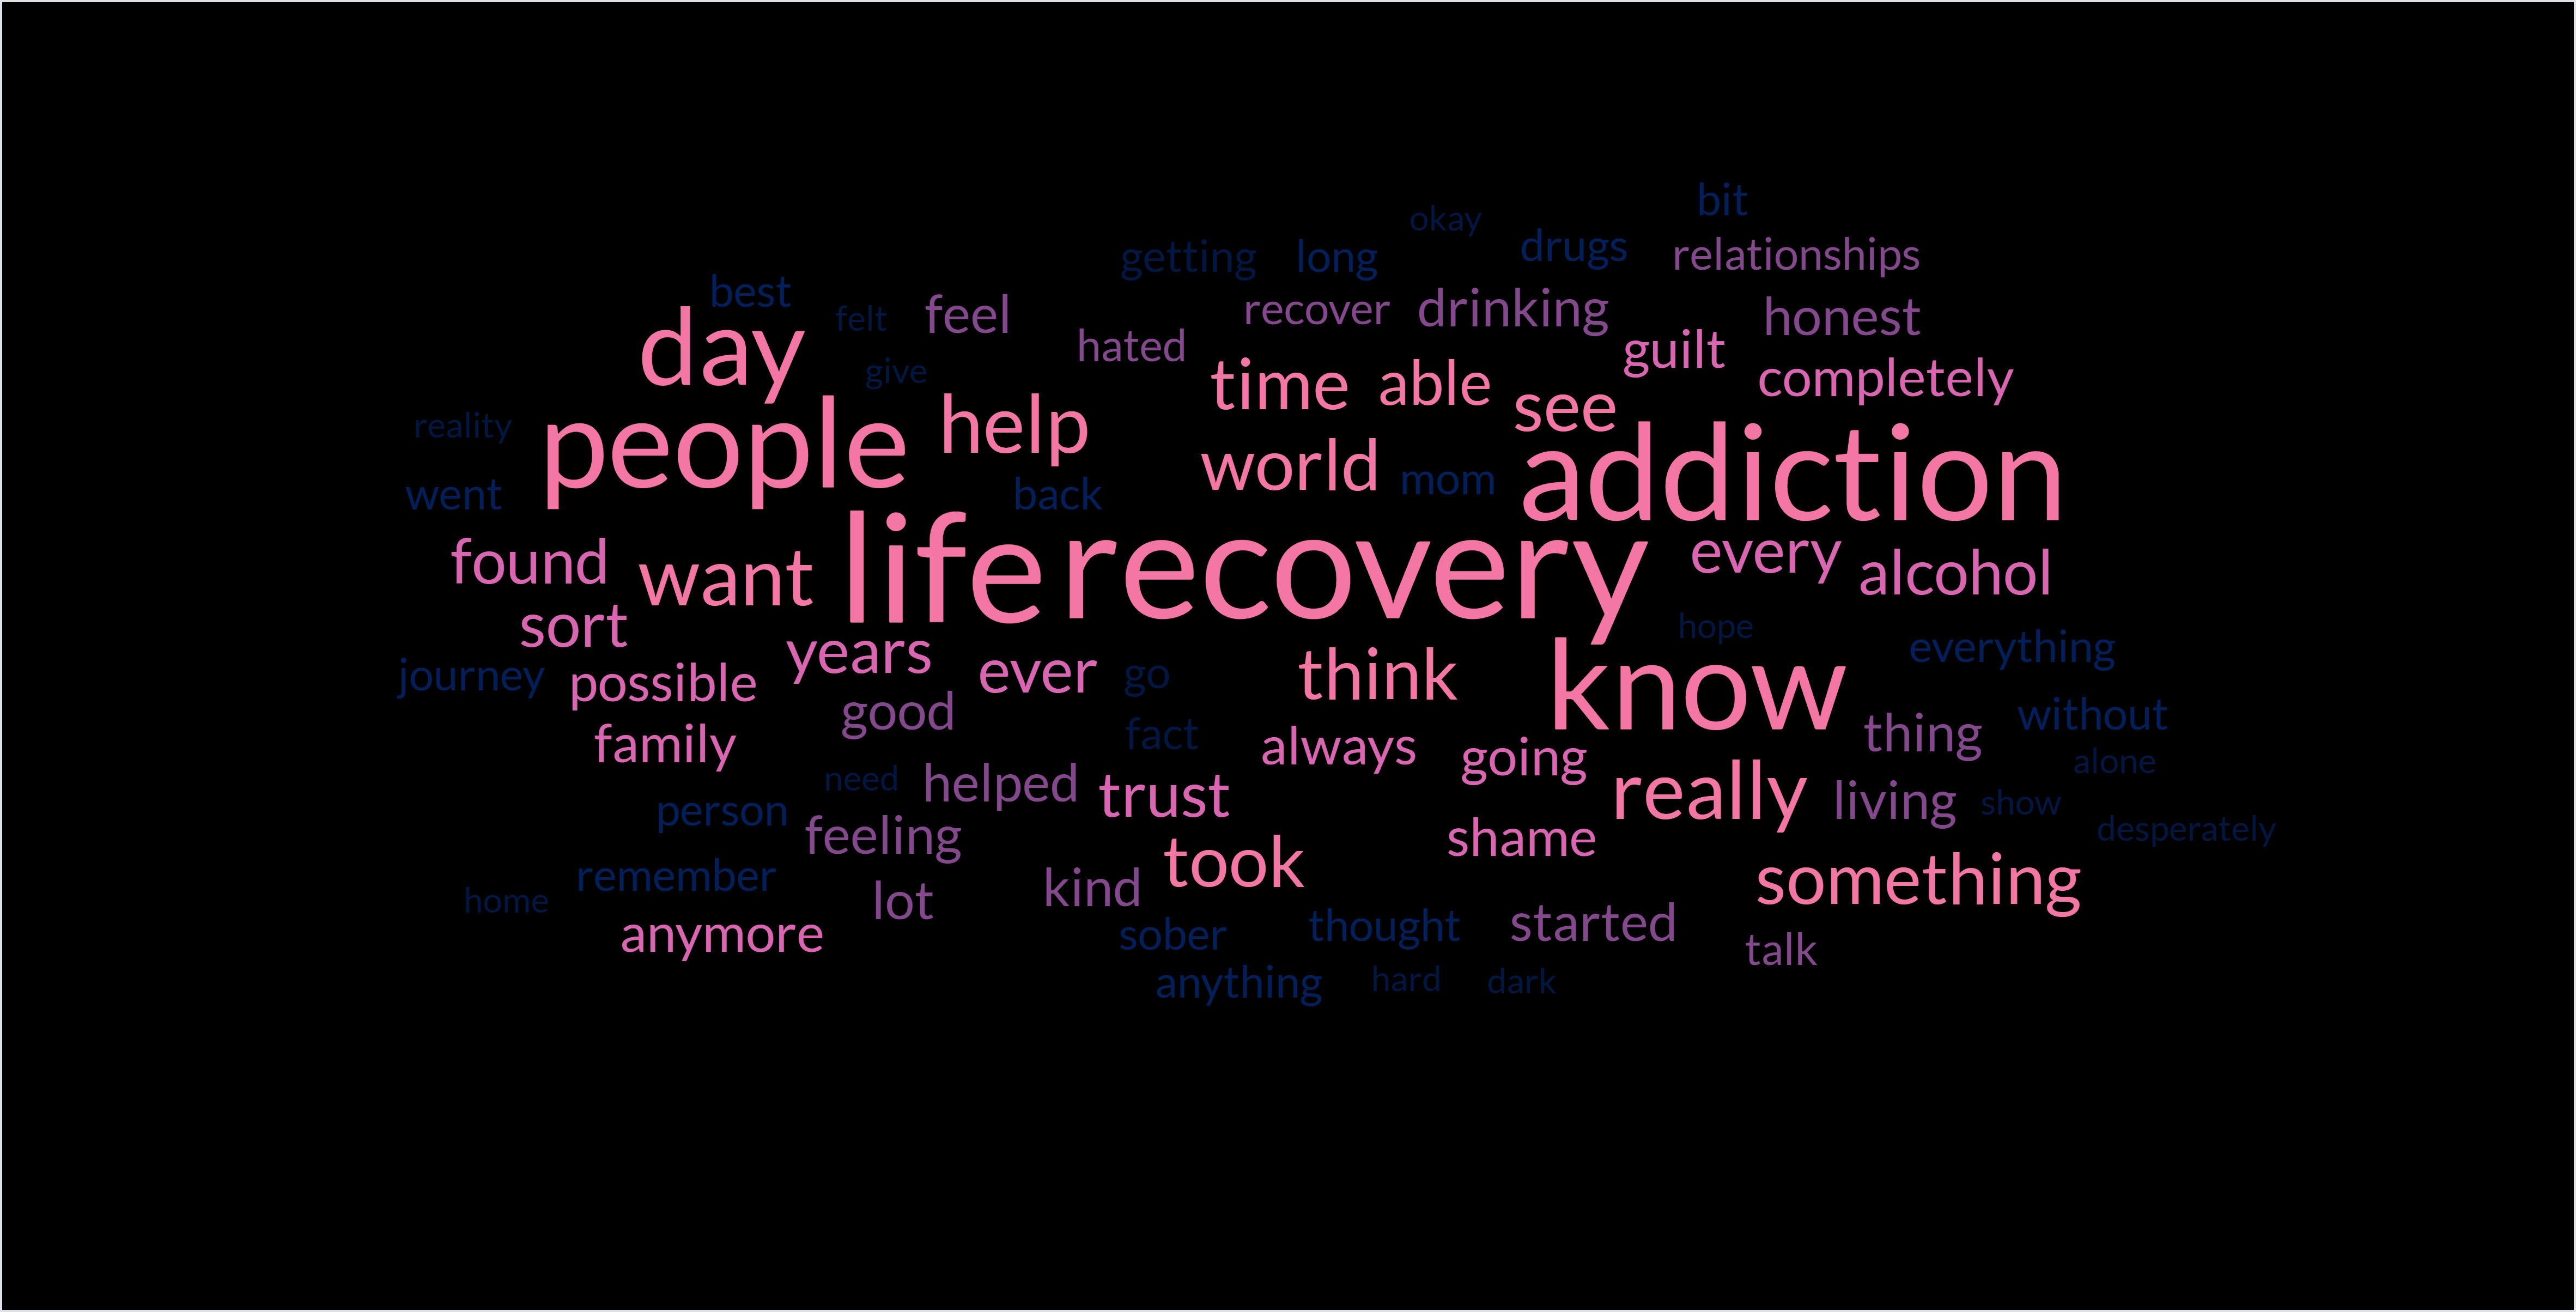 bit
okay
getting long drugs relationships
best felt feel recover drinking honest
day give hated time able see guilt completely
reality people help world mom addiction
went back
found want life recovery every alcohol
sort years ever go think know hope everything
journey possible good fact always going thing without
family need helped trust really living show alone
person feeling took shame something desperately
home remember lot kind
anymore sober thought started talk
anything hard dark